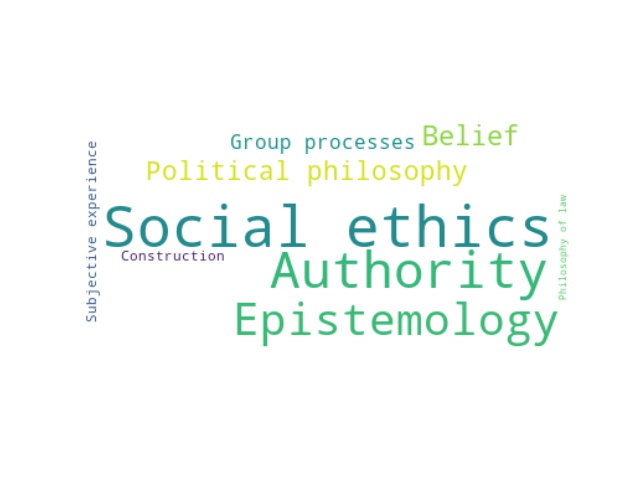 Group processes
Belief
Political philosophy
Subjective experience
Social ethics
Philosophy of law
Construction
Authority
Epistemology